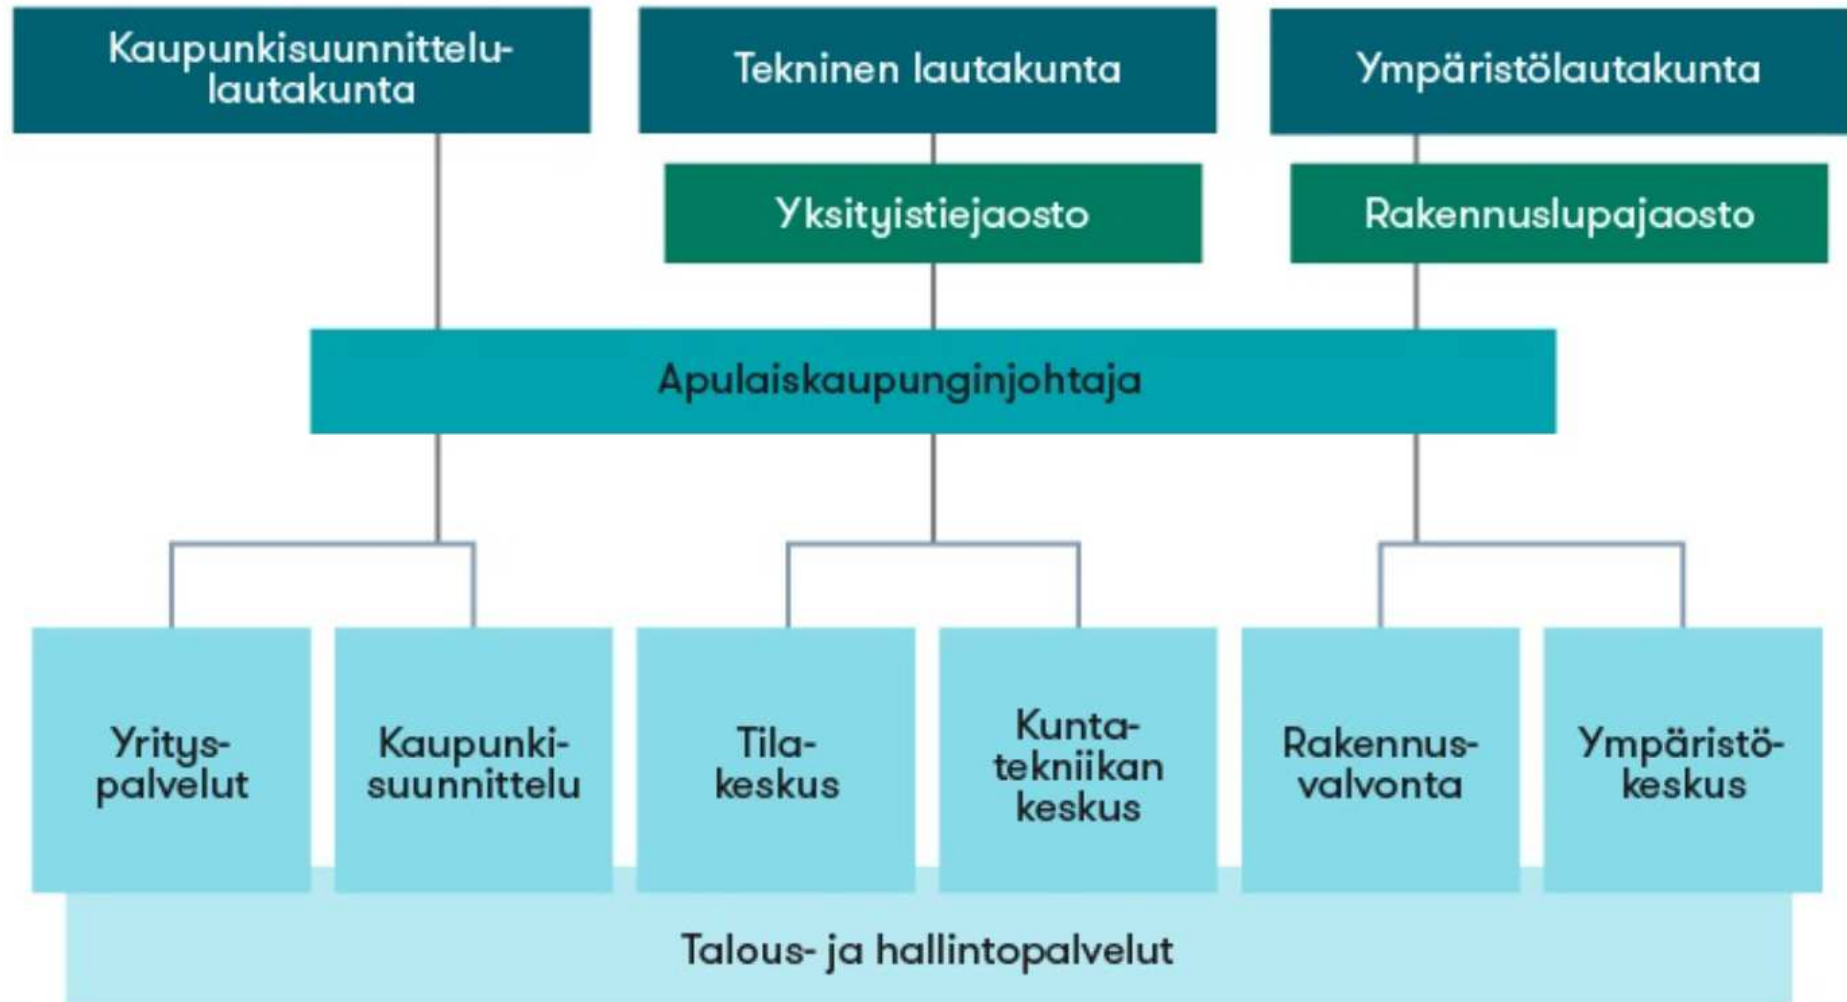 Kaupunkisuunnittelu-
lautakunta
Tekninen lautakunta
Ympäristölautakunta
Yksityistiejaosto
Rakennuslupajaosto
Apulaiskaupunginjohtaja
Yritys-
palvelut
Kaupunki-
suunnittelu
Tila-
keskus
Kunta-
tekniikan
keskus
Rakennus-
valvonta
Ympäristö-
keskus
Talous- ja hallintopalvelut